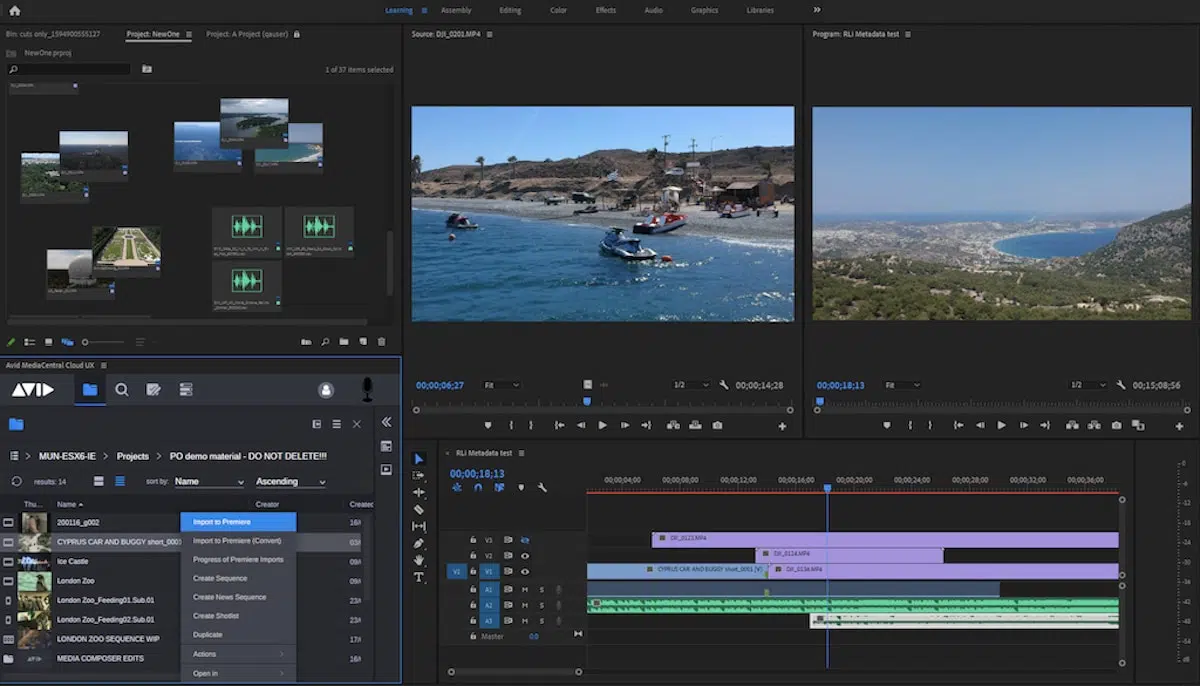 Learning
Assembly
Editing
Color
Effects
Audio
Graphics
Libraries
Bin: cuts only_1594900555127
Project: NewOne
Project: A Project (qauser)
NewOne.prproj
1 of 37 items selected
Source: DJI_0201.MP4
00;00;06;27
Fit
1/2
00;00;14;28
Program: RLi Metadata test
00;00;18;13
Fit
1/2
00;15;08;56
Avid MediaCentral Cloud UX
AVID
MUN-ESX6-IE
Projects
PO demo material - DO NOT DELETE!!!
results: 14
sort by:
Name
Ascending
Thu...
Name
Creator
Created
200116_g002
16/
CYPRUS CAR AND BUGGY short_0001
03/
Ice Castle
16/
London Zoo
16/
London Zoo_Feeding01.Sub.01
23/
London Zoo_Feeding02.Sub.01
23/
LONDON ZOO SEQUENCE WIP
17/
MEDIA COMPOSER EDITS
16/
Import to Premiere
Import to Premiere (Convert)
Progress of Premiere Imports
Create Sequence
Create News Sequence
Create Shotlist
Duplicate
Actions
Open in
RLi Metadata test
00;00;18;13
00;00;04;00
00;00;08;00
00;00;12;00
00;00;16;00
00;00;20;00
00;00;24;00
00;00;28;00
00;00;32;00
00;00;36;00
V3
DJI_0123.MP4
V2
DJI_0124.MP4
V1
V1
CYPRUS CAR AND BUGGY short_0001 [V]
DJI_0136.MP4
A1
M
S
A2
M
S
A3
M
S
Master
0.0